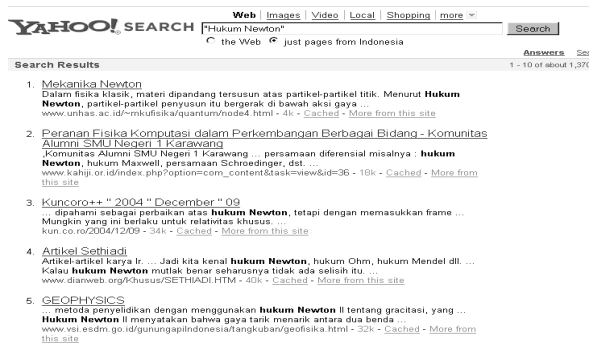 Web | Images | Video | Local | Shopping | more
YAHOO! SEARCH "Hukum Newton" Search
the Web just pages from Indonesia
Answers
Search Results 1 - 10 of about 1,370
1. Mekanika Newton
Dalam fisika klasik, materi dipandang tersusun atas partikel-partikel titik. Menurut Hukum
Newton, partikel-partikel penyusun itu bergerak di bawah aksi gaya ...
www.unhas.ac.id/~mkufisika/quantum/node4.html - 4k - Cached - More from this site
2. Peranan Fisika Komputasi dalam Perkembangan Berbagai Bidang - Komunitas
Alumni SMU Negeri 1 Karawang
,Komunitas Alumni SMU Negeri 1 Karawang ... persamaan diferensial misalnya : hukum
Newton, hukum Maxwell, persamaan Schroedinger, dst. ...
www.kahiji.or.id/index.php?option=com_content&task=view&id=36 - 18k - Cached - More from
this site
3. Kuncoro++ " 2004 " December " 09
... dipahami sebagai perbaikan atas hukum Newton, tetapi dengan memasukkan frame ...
Mungkin yang ini berlaku untuk relativitas khusus. ...
kun.co.ro/2004/12/09 - 34k - Cached - More from this site
4. Artikel Sethiadi
Artikel-artikel karya Ir. ... Jadi kita kenal hukum Newton, hukum Ohm, hukum Mendel dll. ...
Kalau hukum Newton mutlak benar seharusnya tidak ada selisih itu. ...
www.dianweb.org/Khusus/SETHIADI.HTM - 40k - Cached - More from this site
5. GEOPHYSICS
... metoda penyelidikan dengan menggunakan hukum Newton II tentang gracitasi, yang ...
Hukum Newton II menyatakan bahwa gaya tarik menarik antara dua benda ...
www.vsi.esdm.go.id/gunungapiIndonesia/tangkuban/geofisika.html - 32k - Cached - More from
this site